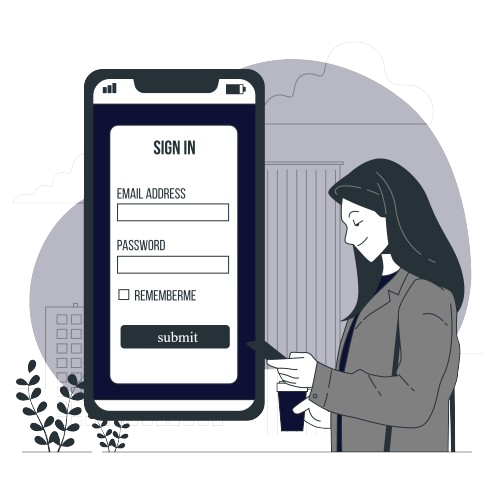 SIGN IN
EMAIL ADDRESS
PASSWORD
REMEMBERME
submit